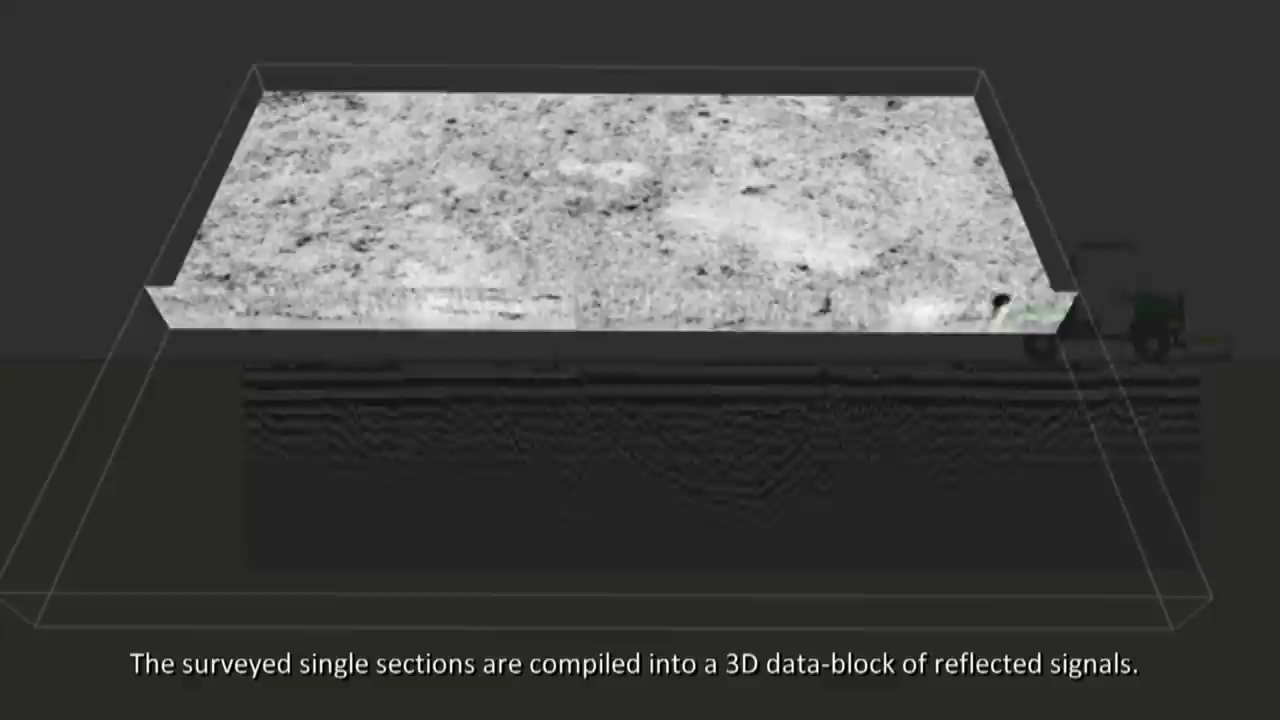 The surveyed single sections are compiled into a 3D data-block of reflected signals.